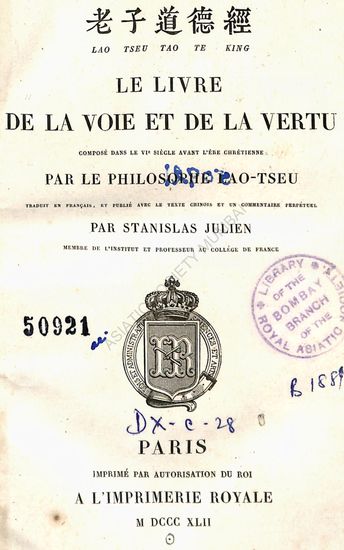 老子道德經
LAO TSEU TAO TE KING
LE LIVRE
DE LA VOIE ET DE LA VERTU
COMPOSÉ DANS LE VIe SIÈCLE AVANT L'ÈRE CHRÉTIENNE
PAR LE PHILOSOPHE LAO-TSEU
TRADUIT EN FRANÇAIS, ET PUBLIÉ AVEC LE TEXTE CHINOIS ET UN COMMENTAIRE PERPÉTUEL
PAR STANISLAS JULIEN
MEMBRE DE L'INSTITUT ET PROFESSEUR AU COLLÉGE DE FRANCE
LIBRARY
OF THE
BOMBAY
BRANCH
OF THE
ROYAL ASIATIC
50921
IR
DX-C-28
PARIS
IMPRIMÉ PAR AUTORISATION DU ROI
A L'IMPRIMERIE ROYALE
M DCCC XLII